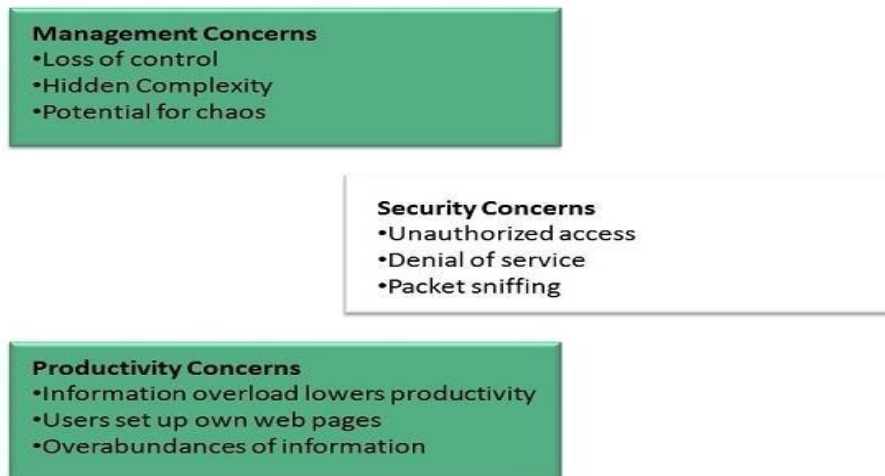 Management Concerns
•Loss of control
•Hidden Complexity
•Potential for chaos
Security Concerns
•Unauthorized access
•Denial of service
•Packet sniffing
Productivity Concerns
•Information overload lowers productivity
•Users set up own web pages
•Overabundances of information